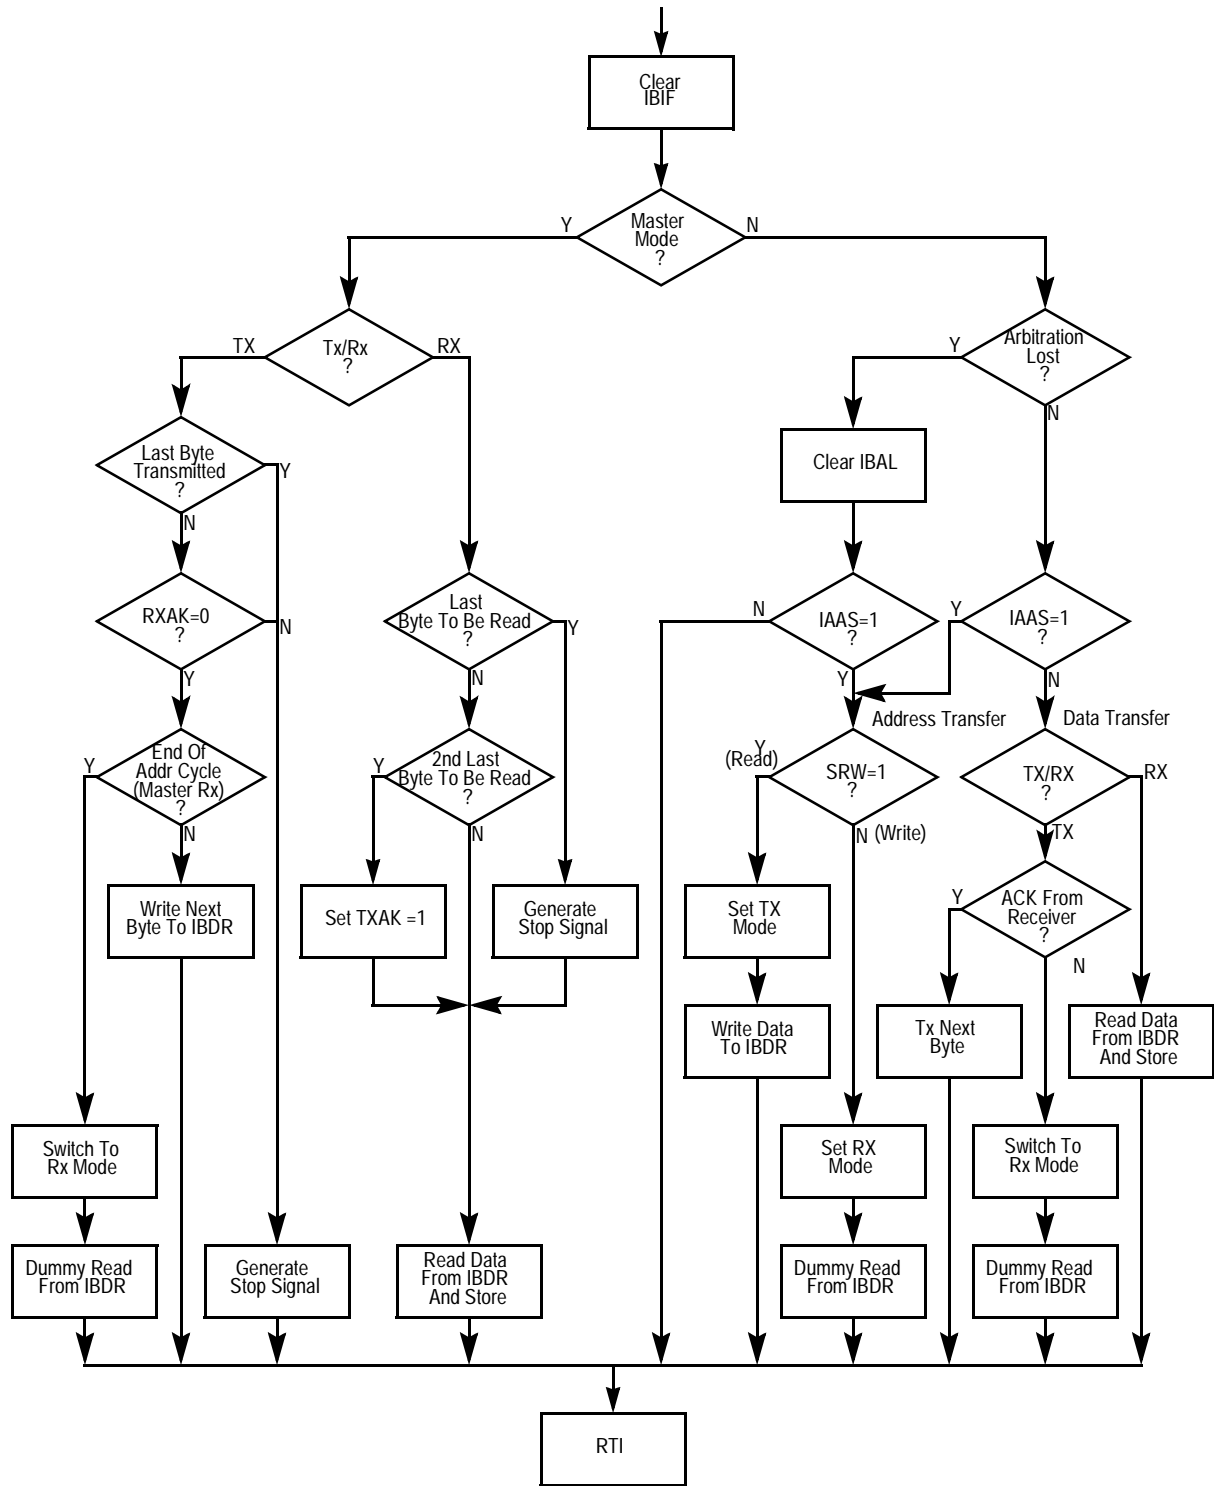 Clear
IBIF
Y
Master
Mode
?
N
TX
Tx/Rx
?
RX
Y
Arbitration
Lost
?
N
Last Byte
Transmitted
?
Y
N
Clear IBAL
RXAK=0
?
N
Y
Last
Byte To Be Read
?
Y
N
N
IAAS=1
?
Y
Y
IAAS=1
?
N
Address Transfer
Data Transfer
Y
End Of
Addr Cycle
(Master Rx)
?
N
Y
2nd Last
Byte To Be Read
?
N
Y
(Read)
SRW=1
?
N (Write)
TX/RX
?
RX
TX
Write Next
Byte To IBDR
Set TXAK =1
Generate
Stop Signal
Set TX
Mode
Y
ACK From
Receiver
?
N
Write Data
To IBDR
Tx Next
Byte
Read Data
From IBDR
And Store
Switch To
Rx Mode
Set RX
Mode
Switch To
Rx Mode
Dummy Read
From IBDR
Generate
Stop Signal
Read Data
From IBDR
And Store
Dummy Read
From IBDR
Dummy Read
From IBDR
RTI